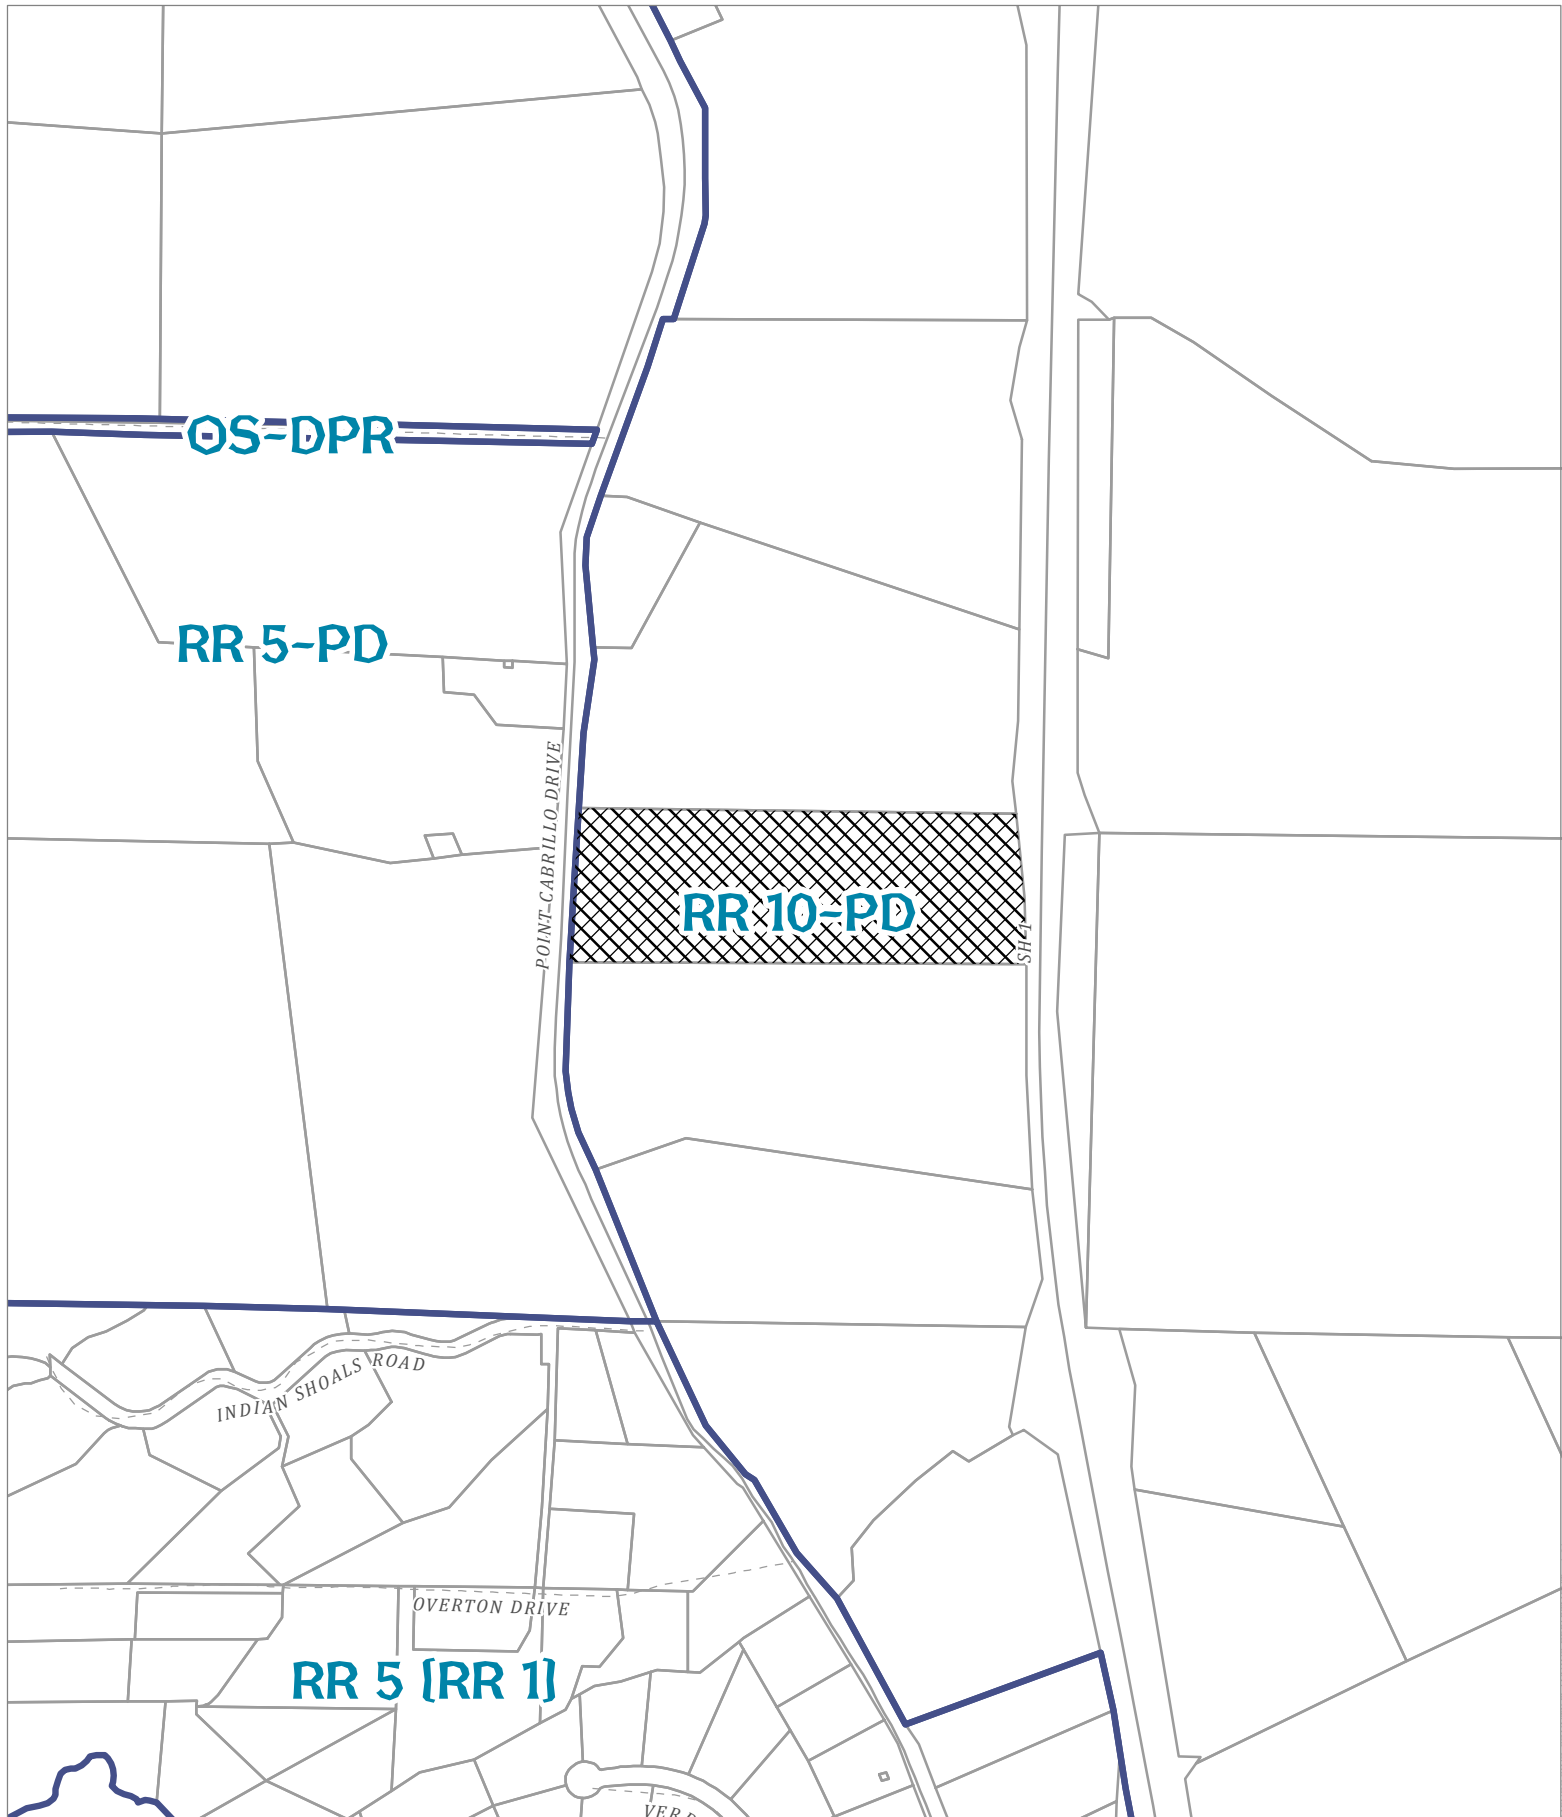 OS-DPR
RR 5-PD
POINT CABRILLO DRIVE
RR 10-PD
SH 1
INDIAN SHOALS ROAD
OVERTON DRIVE
RR 5 [RR 1]